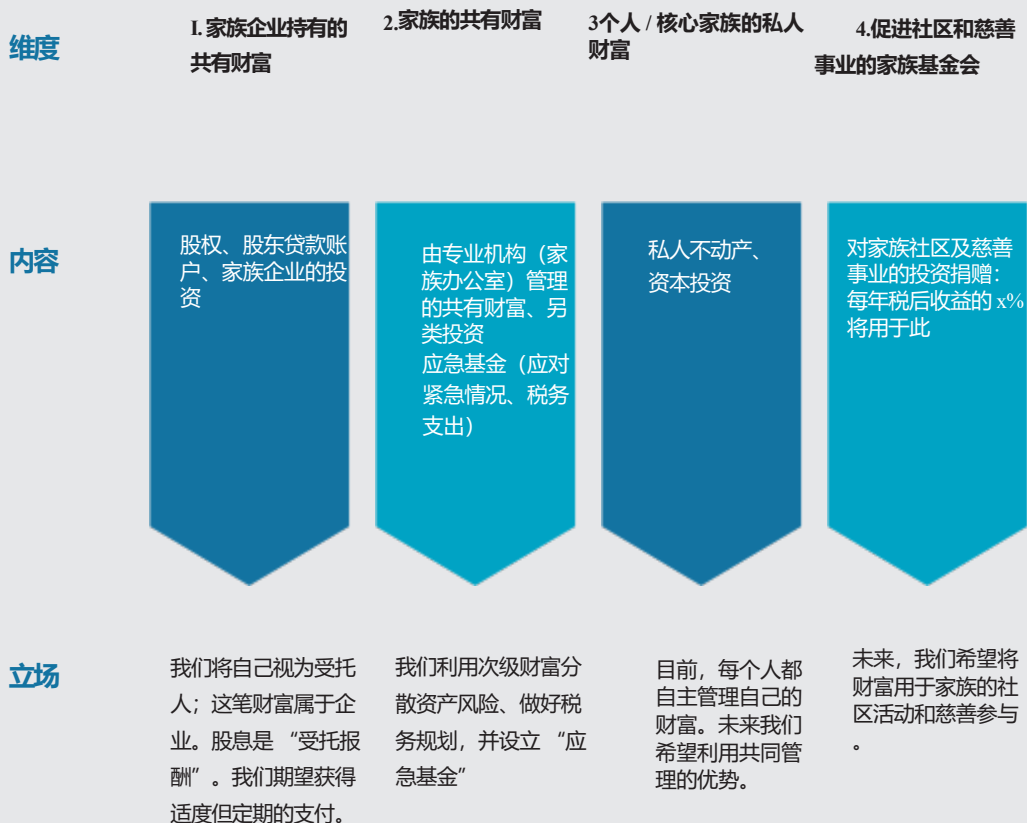 维度
I. 家族企业持有的
共有财富
2.家族的共有财富
3个人 / 核心家族的私人
财富
4.促进社区和慈善
事业的家族基金会
内容
股权、股东贷款账
户、家族企业的投
资
由专业机构（家
族办公室）管理
的共有财富、另
类投资
应急基金（应对
紧急情况、税务
支出）
私人不动产、
资本投资
对家族社区及慈善
事业的投资捐赠：
每年税后收益的 x%
将用于此
立场
我们将自己视为受托
人；这笔财富属于企
业。股息是 “受托报
酬” 。我们期望获得
适度但定期的支付。
我们利用次级财富分
散资产风险、做好税
务规划，并设立 “应
急基金”
目前，每个人都
自主管理自己的
财富。未来我们
希望利用共同管
理的优势。
未来，我们希望将
财富用于家族的社
区活动和慈善参与
。